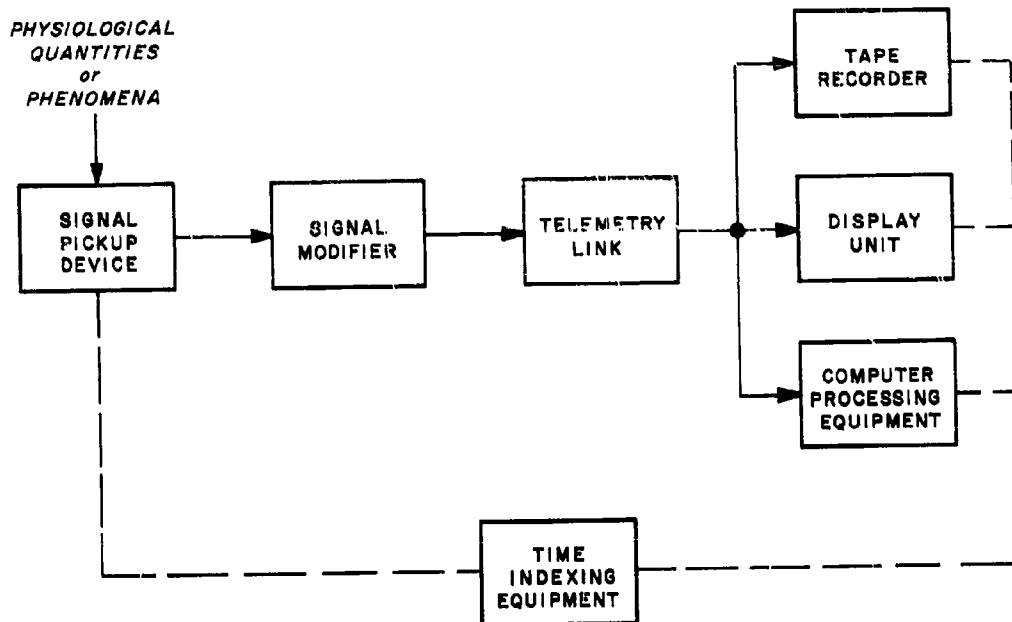 PHYSIOLOGICAL
QUANTITIES
or
PHENOMENA
SIGNAL
PICKUP
DEVICE
SIGNAL
MODIFIER
TELEMETRY
LINK
TAPE
RECORDER
DISPLAY
UNIT
COMPUTER
PROCESSING
EQUIPMENT
TIME
INDEXING
EQUIPMENT